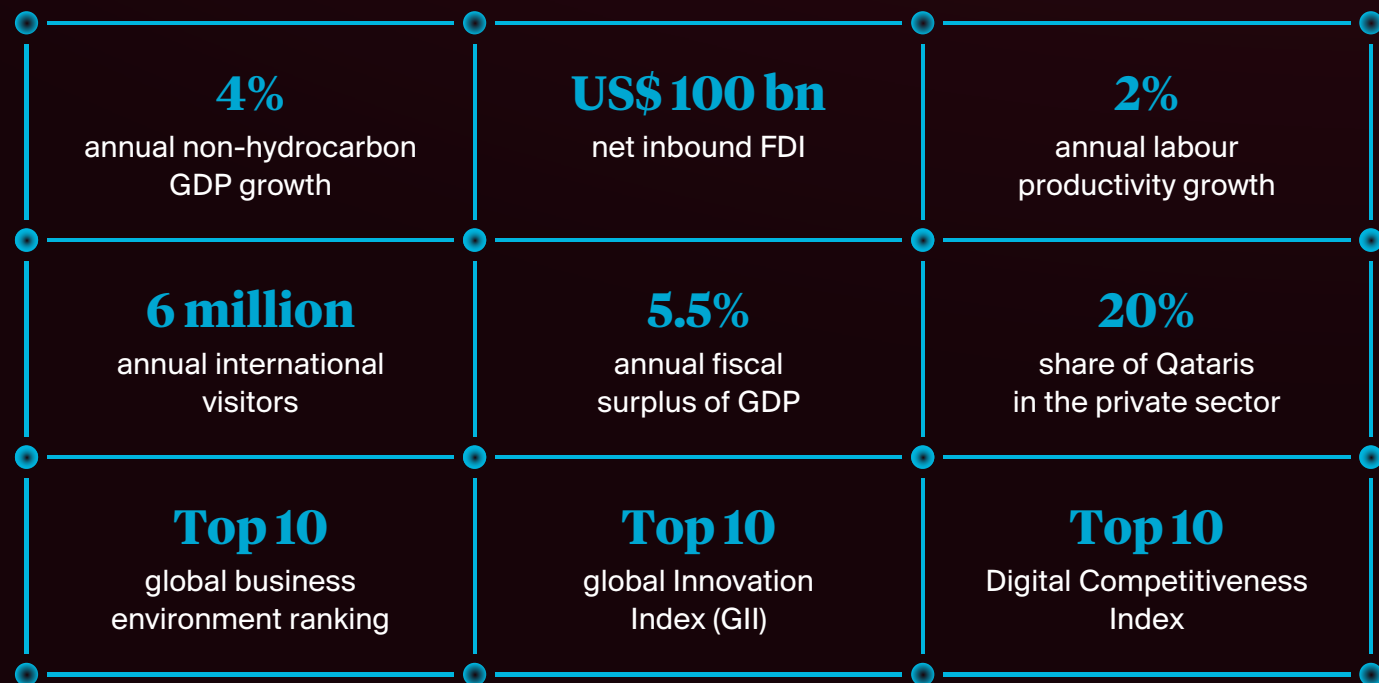 4%
annual non-hydrocarbon
GDP growth
US$ 100 bn
net inbound FDI
2%
annual labour
productivity growth
6 million
annual international
visitors
5.5%
annual fiscal
surplus of GDP
20%
share of Qataris
in the private sector
Top 10
global business
environment ranking
Top 10
global Innovation
Index (GII)
Top 10
Digital Competitiveness
Index